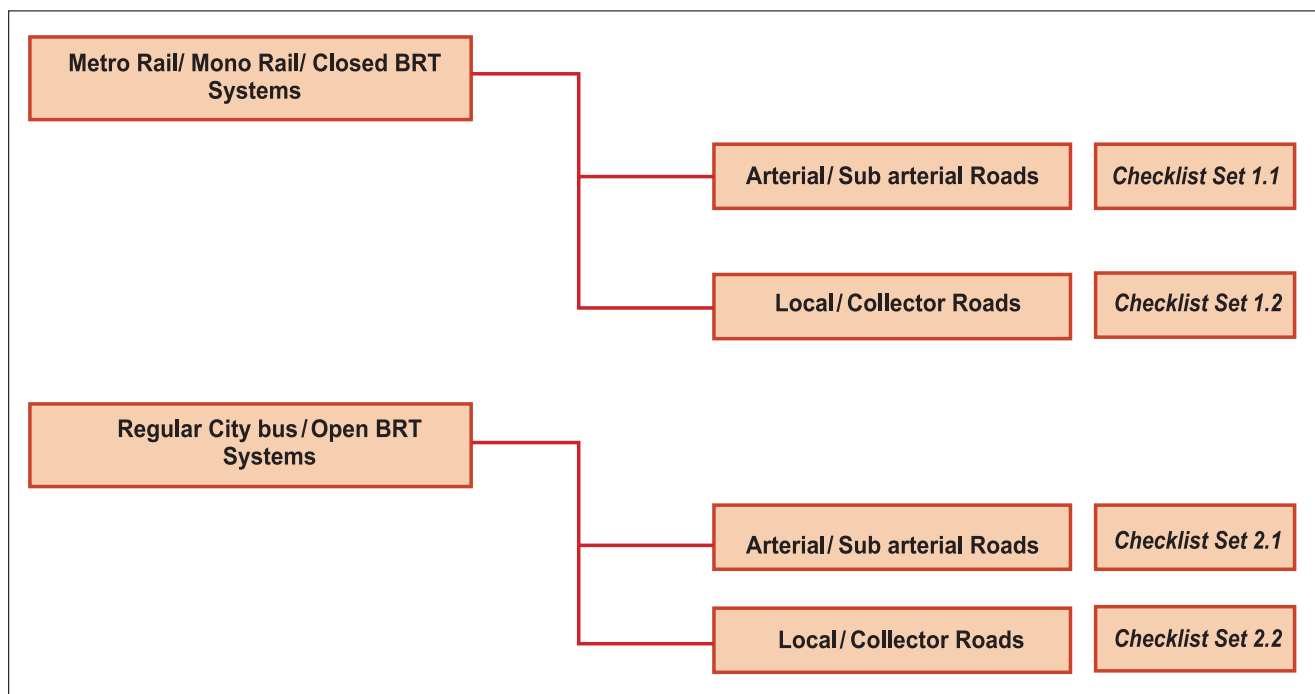 Metro Rail/ Mono Rail/ Closed BRT
Systems
Arterial/ Sub arterial Roads
Checklist Set 1.1
Local/ Collector Roads
Checklist Set 1.2
Regular City bus/ Open BRT
Systems
Arterial/ Sub arterial Roads
Checklist Set 2.1
Local/ Collector Roads
Checklist Set 2.2